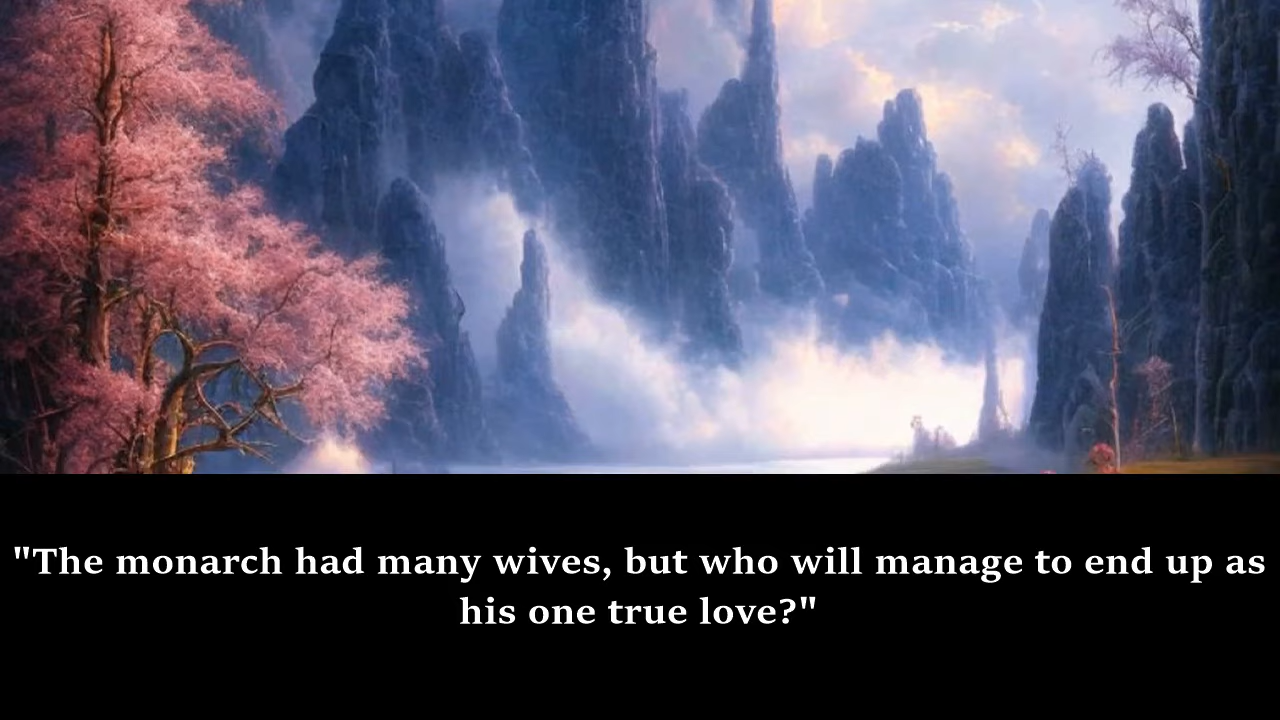 "The monarch had many wives, but who will manage to end up as
his one true love?"